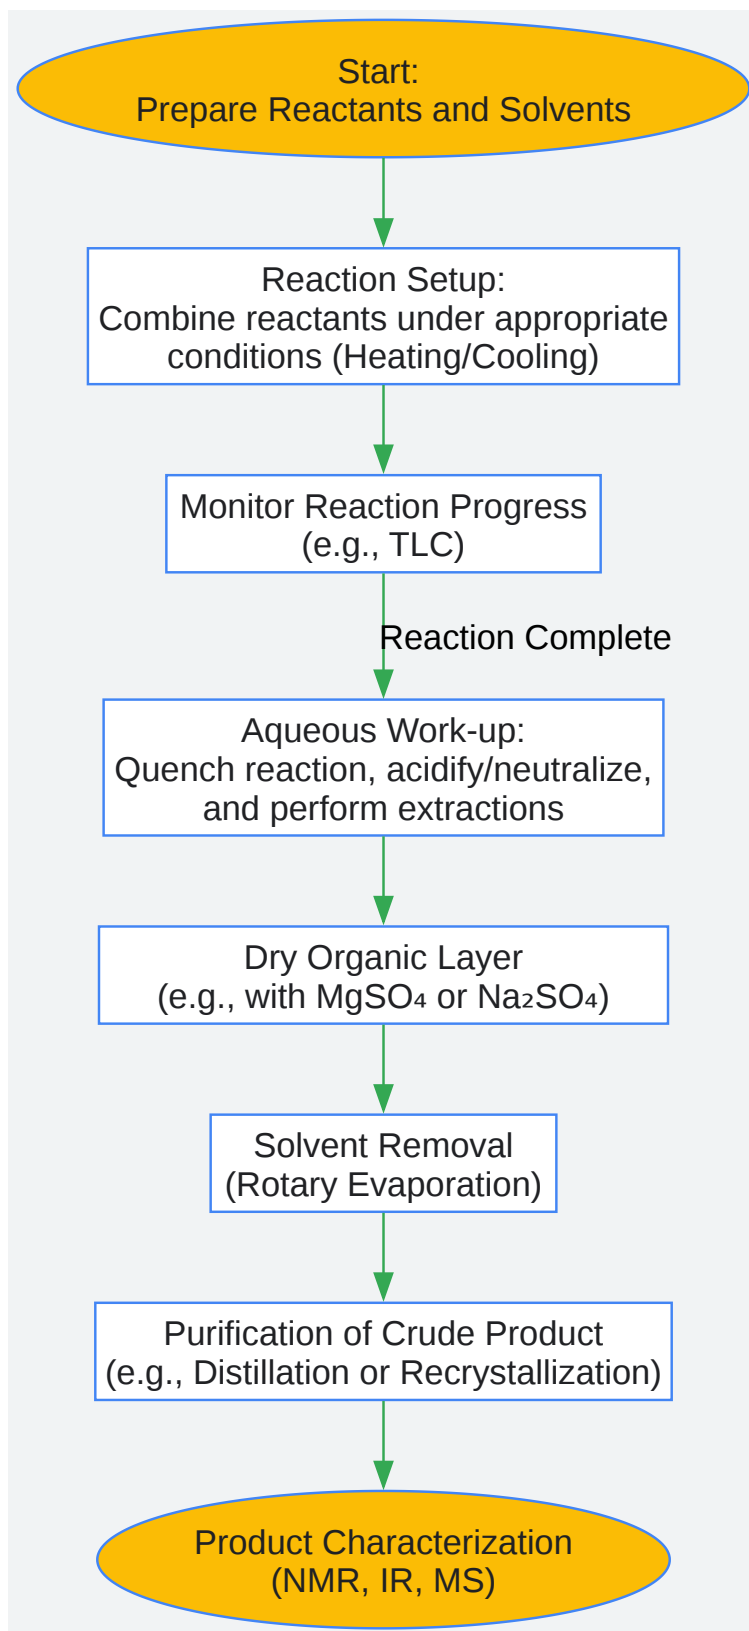 Start:
Prepare Reactants and Solvents
Reaction Setup:
Combine reactants under appropriate
conditions (Heating/Cooling)
Monitor Reaction Progress
(e.g., TLC)
Reaction Complete
Aqueous Work-up:
Quench reaction, acidify/neutralize,
and perform extractions
Dry Organic Layer
(e.g., with MgSO₄ or Na₂SO₄)
Solvent Removal
(Rotary Evaporation)
Purification of Crude Product
(e.g., Distillation or Recrystallization)
Product Characterization
(NMR, IR, MS)